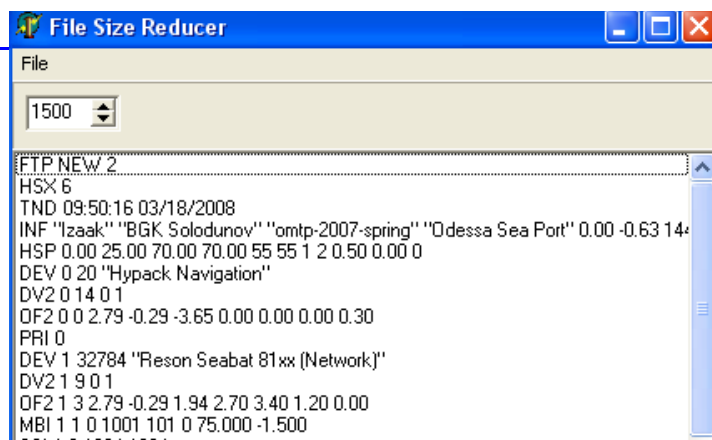 File Size Reducer
File
1500
FTP NEW 2
HSX 6
TND 09:50:16 03/18/2008
INF "Izaak" "BGK Solodunov" "omtp-2007-spring" "Odessa Sea Port" 0.00 -0.63 144
HSP 0.00 25.00 70.00 70.00 55 55 1 2 0.50 0.00 0
DEV 0 20 "Hypack Navigation"
DV2 0 14 0 1
OF2 0 0 2.79 -0.29 -3.65 0.00 0.00 0.00 0.30
PRI 0
DEV 1 32784 "Reson Seabat 81xx (Network)"
DV2 1 9 0 1
OF2 1 3 2.79 -0.29 1.94 2.70 3.40 1.20 0.00
MBI 1 1 0 1001 101 0 75.000 -1.500